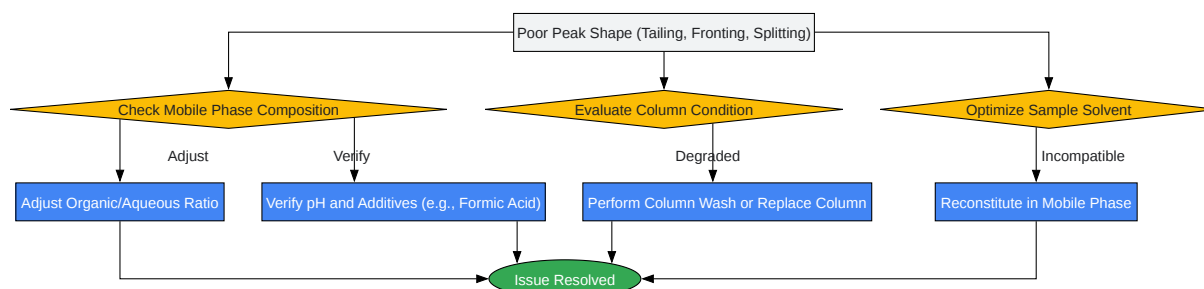 Poor Peak Shape (Tailing, Fronting, Splitting)
Check Mobile Phase Composition
Evaluate Column Condition
Optimize Sample Solvent
Adjust
Verify
Degraded
Incompatible
Adjust Organic/Aqueous Ratio
Verify pH and Additives (e.g., Formic Acid)
Perform Column Wash or Replace Column
Reconstitute in Mobile Phase
Issue Resolved